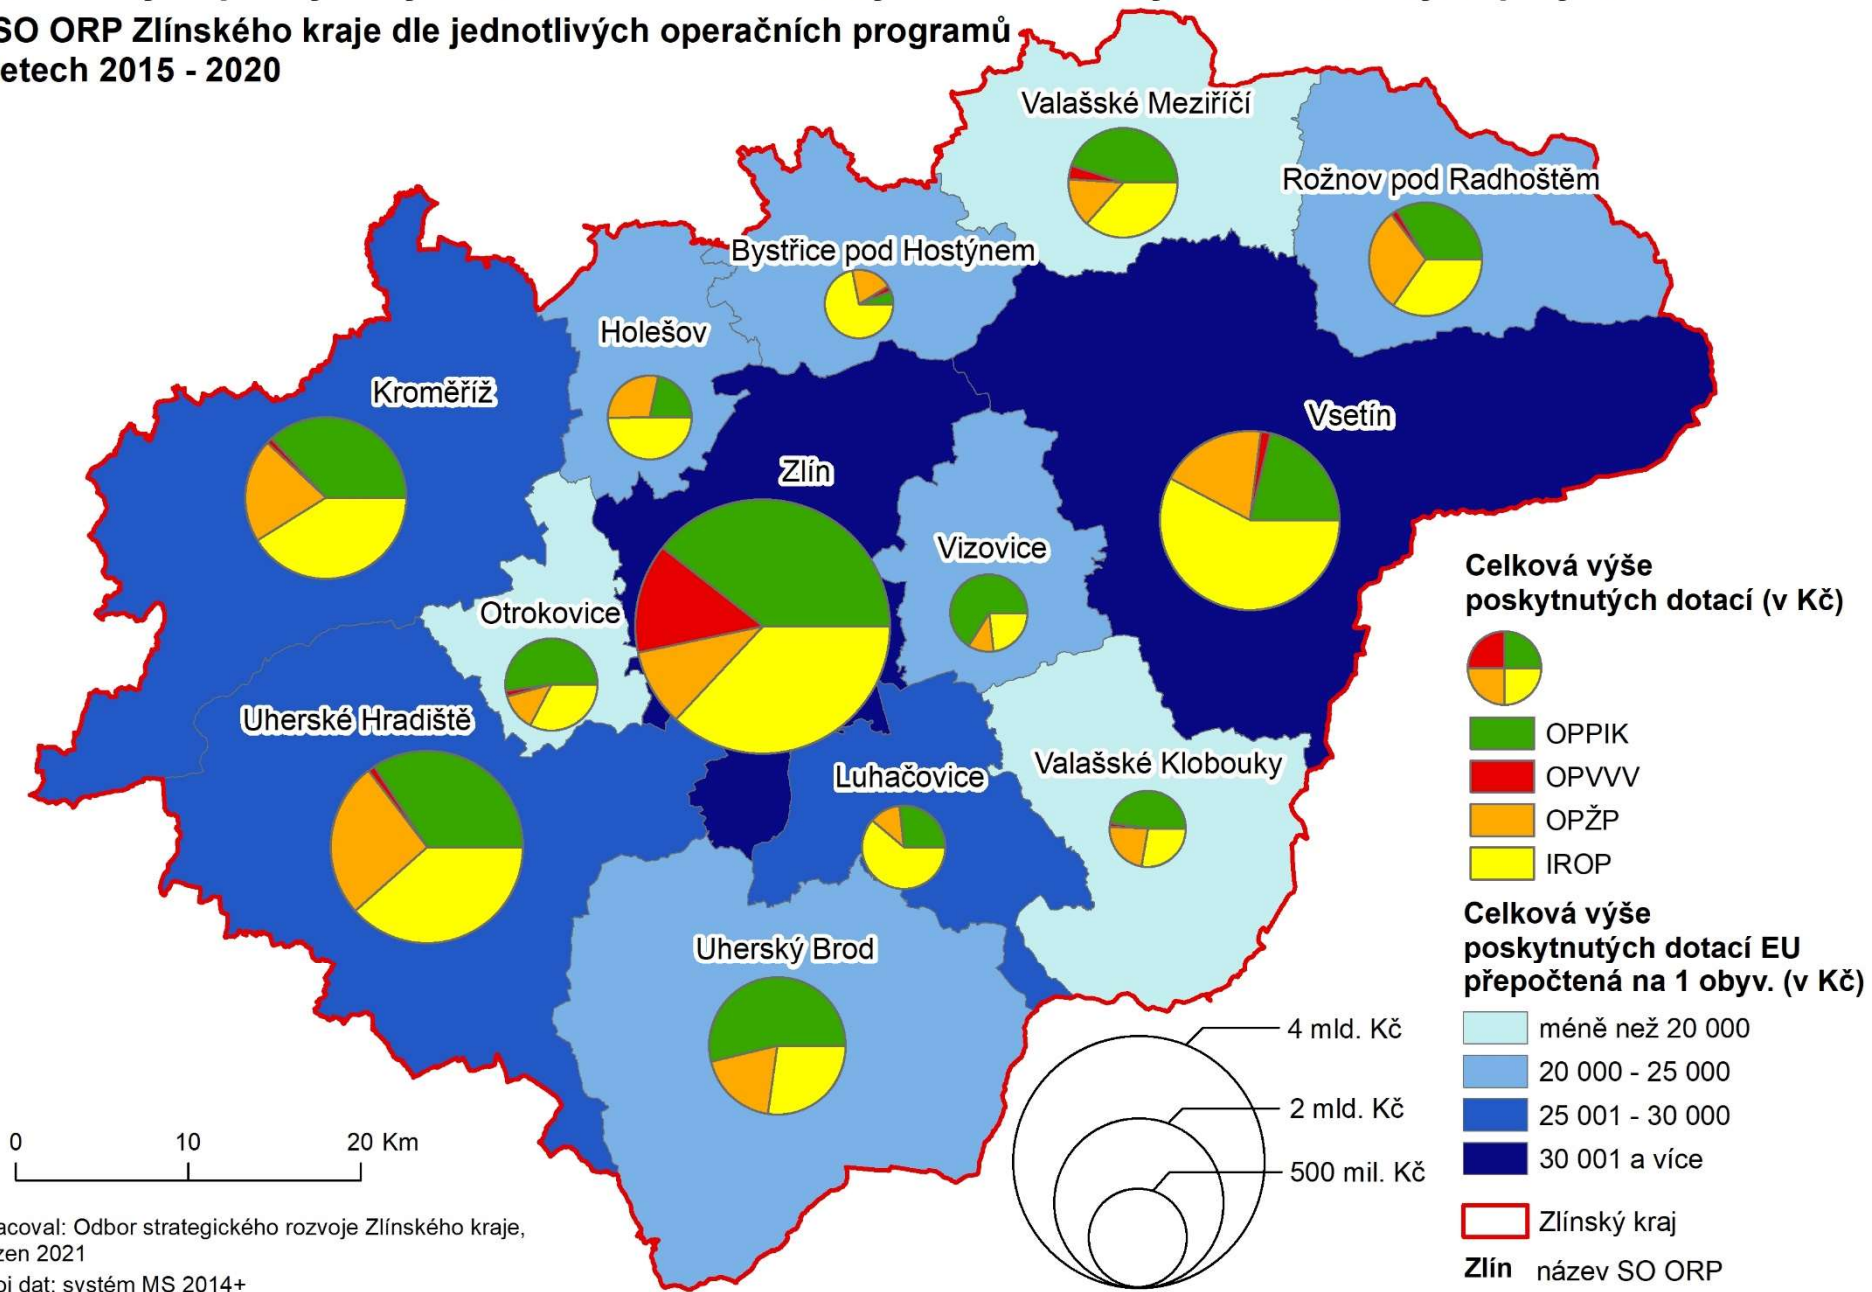 SO ORP Zlínského kraje dle jednotlivých operačních programů
letech 2015 - 2020
Valašské Meziříčí
Rožnov pod Radhoštěm
Bystřice pod Hostýnem
Holešov
Kroměříž
Vsetín
Zlín
Vizovice
Otrokovice
Uherské Hradiště
Luhačovice
Valašské Klobouky
Uherský Brod
Celková výše
poskytnutých dotací (v Kč)
OPPIK
OPVVV
OPŽP
IROP
Celková výše
poskytnutých dotací EU
přepočtená na 1 obyv. (v Kč)
méně než 20 000
20 000 - 25 000
25 001 - 30 000
30 001 a více
Zlínský kraj
Zlín název SO ORP
4 mld. Kč
2 mld. Kč
500 mil. Kč
0 10 20 Km
acoval: Odbor strategického rozvoje Zlínského kraje,
zen 2021
oj dat: systém MS 2014+